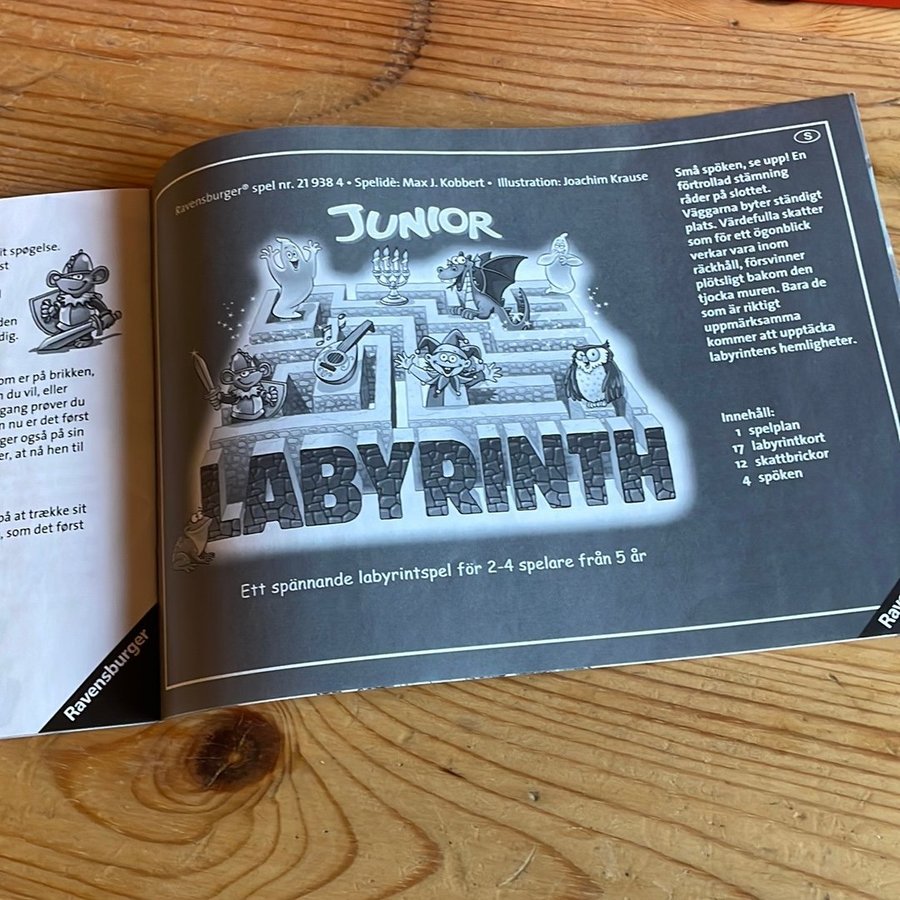 it spøgelse.
st
den
dig.
om er på brikken,
n du vil, eller
gang prøver du
n nu er det først
ger også på sin
er, at nå hen til
på at trække sit
, som det først
Ravensburger
S
Ravensburger® spel nr. 21 938 4 • Spelidè: Max J. Kobbert • Illustration: Joachim Krause
JUNIOR
LABYRINTH
Ett spännande labyrintspel för 2-4 spelare från 5 år
Små spöken, se upp! En
förtrollad stämning
råder på slottet.
Väggarna byter ständigt
plats. Värdefulla skatter
som för ett ögonblick
verkar vara inom
räckhåll, försvinner
plötsligt bakom den
tjocka muren. Bara de
som är riktigt
uppmärksamma
kommer att upptäcka
labyrintens hemligheter.
Innehåll:
1 spelplan
17 labyrintkort
12 skattbrickor
4 spöken
Ra